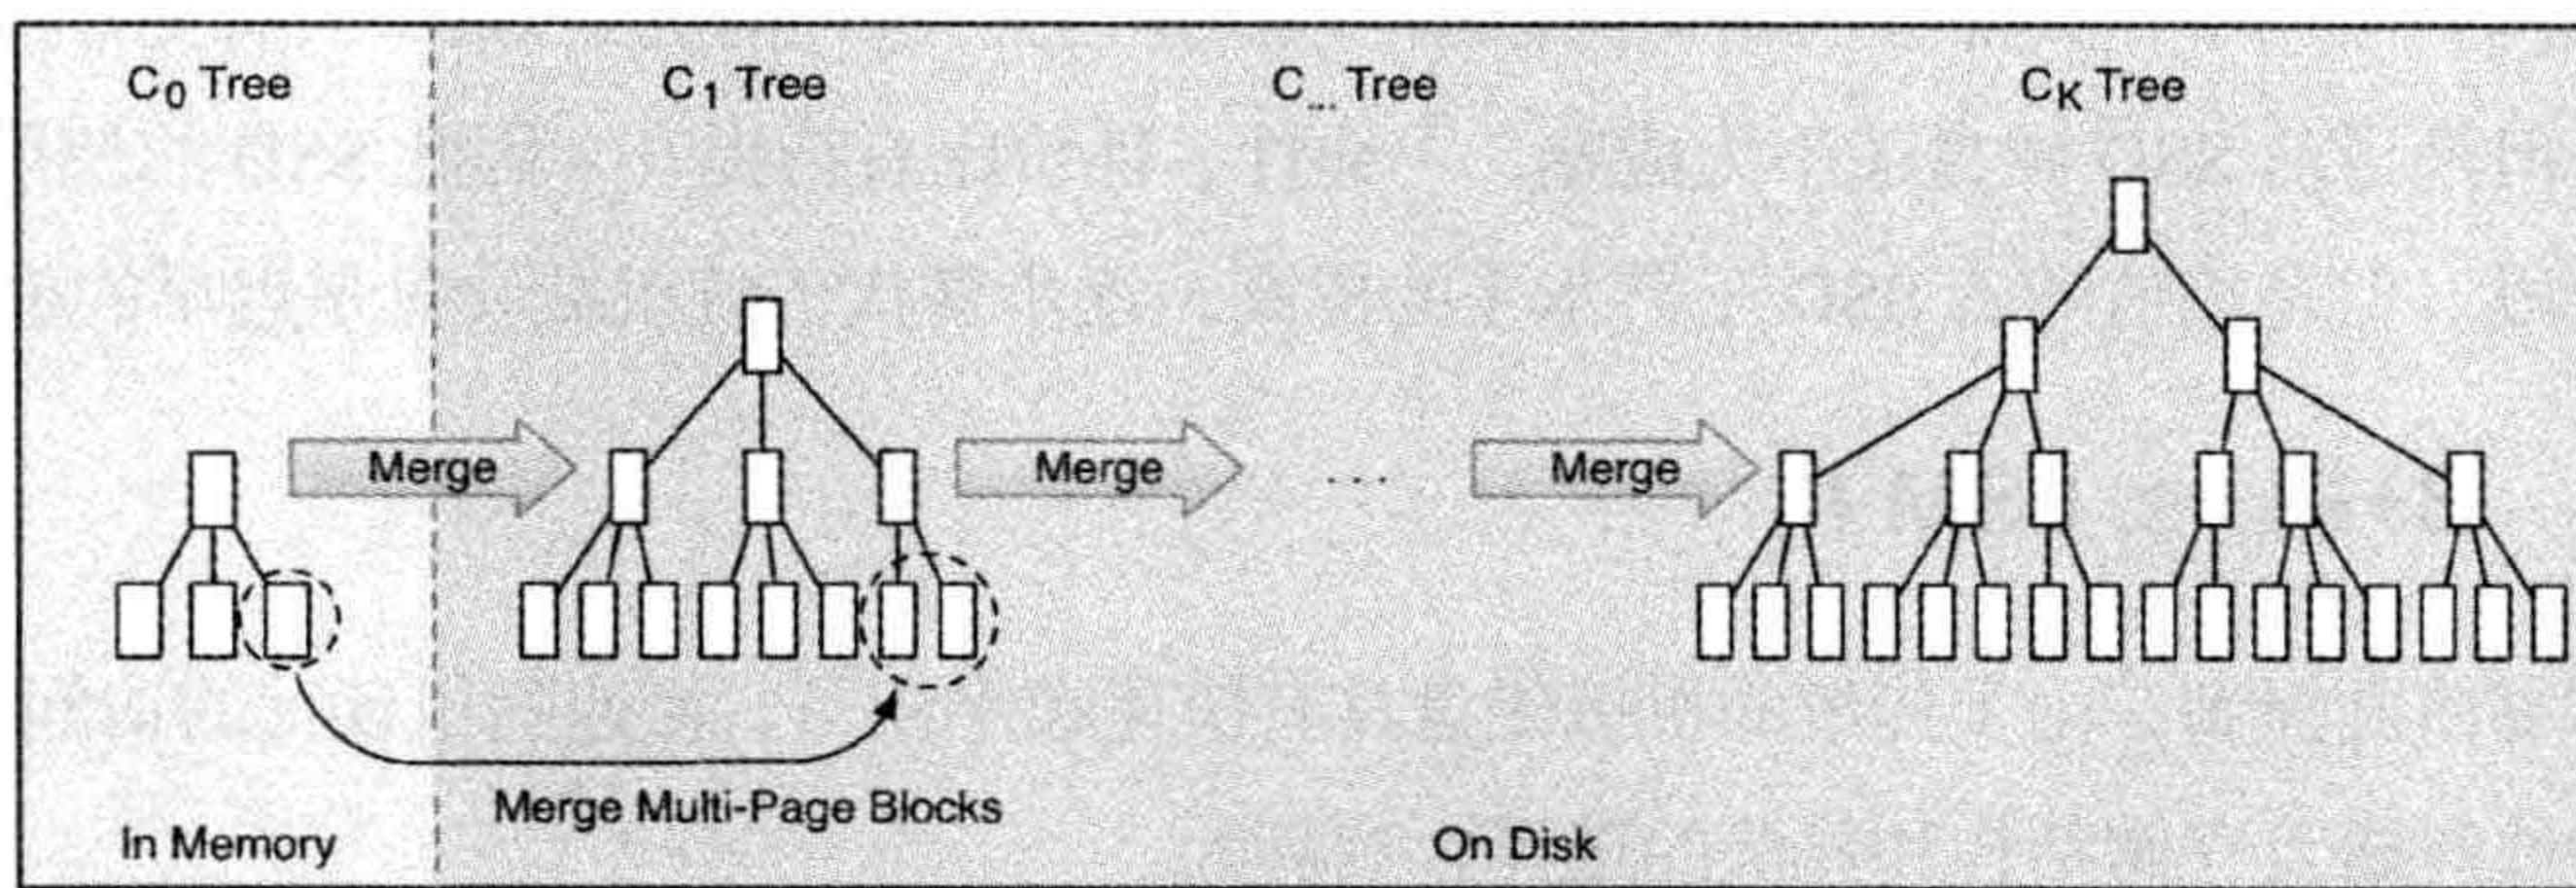 C0 Tree
C1 Tree
C... Tree
CK Tree
Merge
Merge
...
Merge
Merge Multi-Page Blocks
In Memory
On Disk